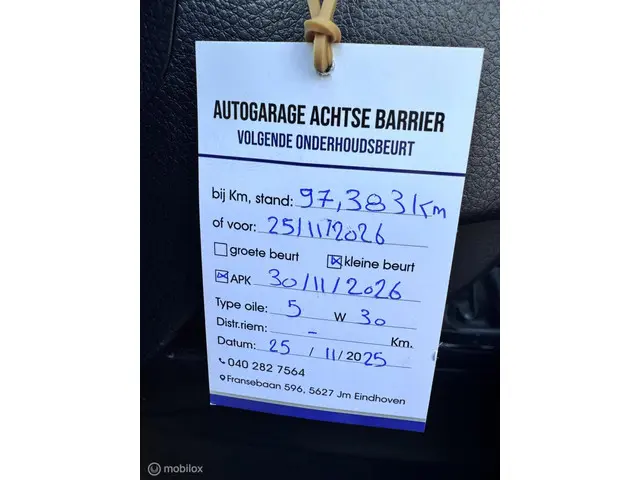 AUTOGARAGE ACHTSE BARRIER
VOLGENDE ONDERHOUDSBEURT
bij Km, stand: 97,383 Km
of voor: 25/11/2026
groete beurt kleine beurt
APK 30/11/2026
Type olie: 5 W 30
Distr.riem: - Km.
Datum: 25 / 11 / 2025
040 282 7564
Fransebaan 596, 5627 Jm Eindhoven
mobilox